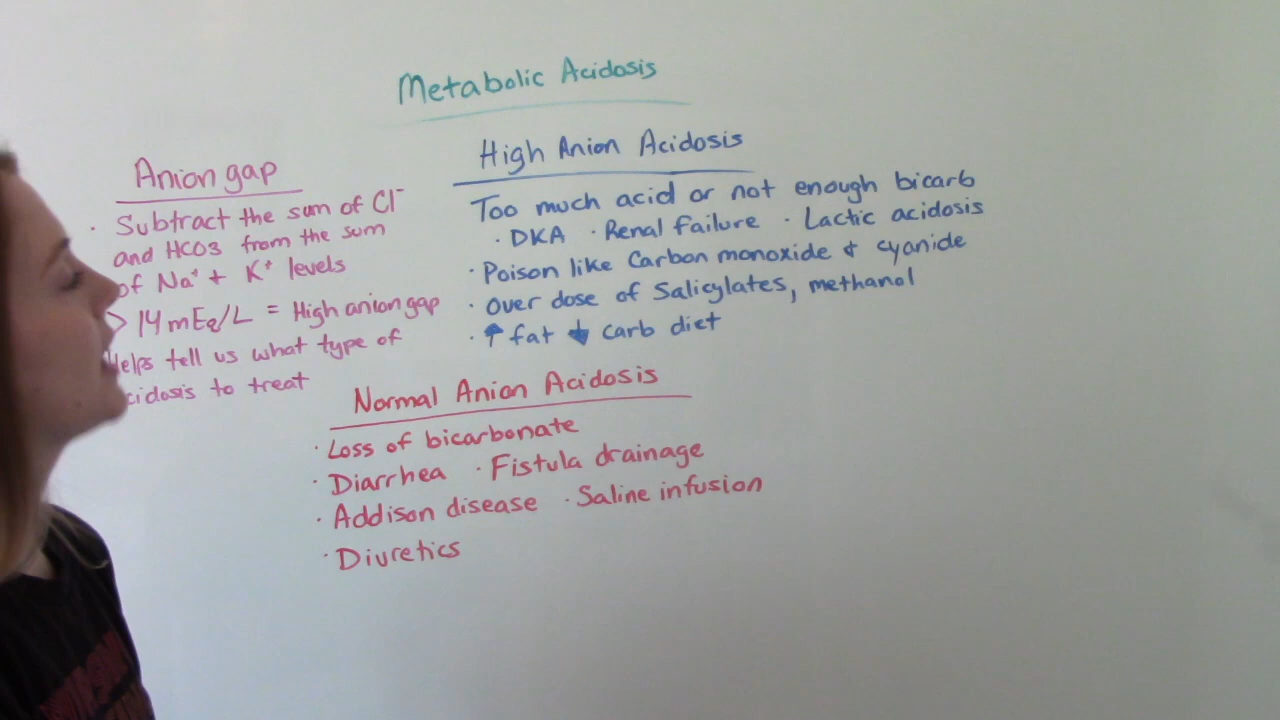 Metabolic Acidosis
Anion gap
· Subtract the sum of Cl⁻
and HCO3 from the sum
of Na⁺ + K⁺ levels
> 14 mEq/L = High anion gap
Helps tell us what type of
cidosis to treat
High Anion Acidosis
Too much acid or not enough bicarb
· DKA · Renal Failure · Lactic acidosis
· Poison like Carbon monoxide & cyanide
· Over dose of Salicylates, methanol
· ↑ fat ↓ carb diet
Normal Anion Acidosis
· Loss of bicarbonate
· Diarrhea · Fistula drainage
· Addison disease · Saline infusion
· Diuretics